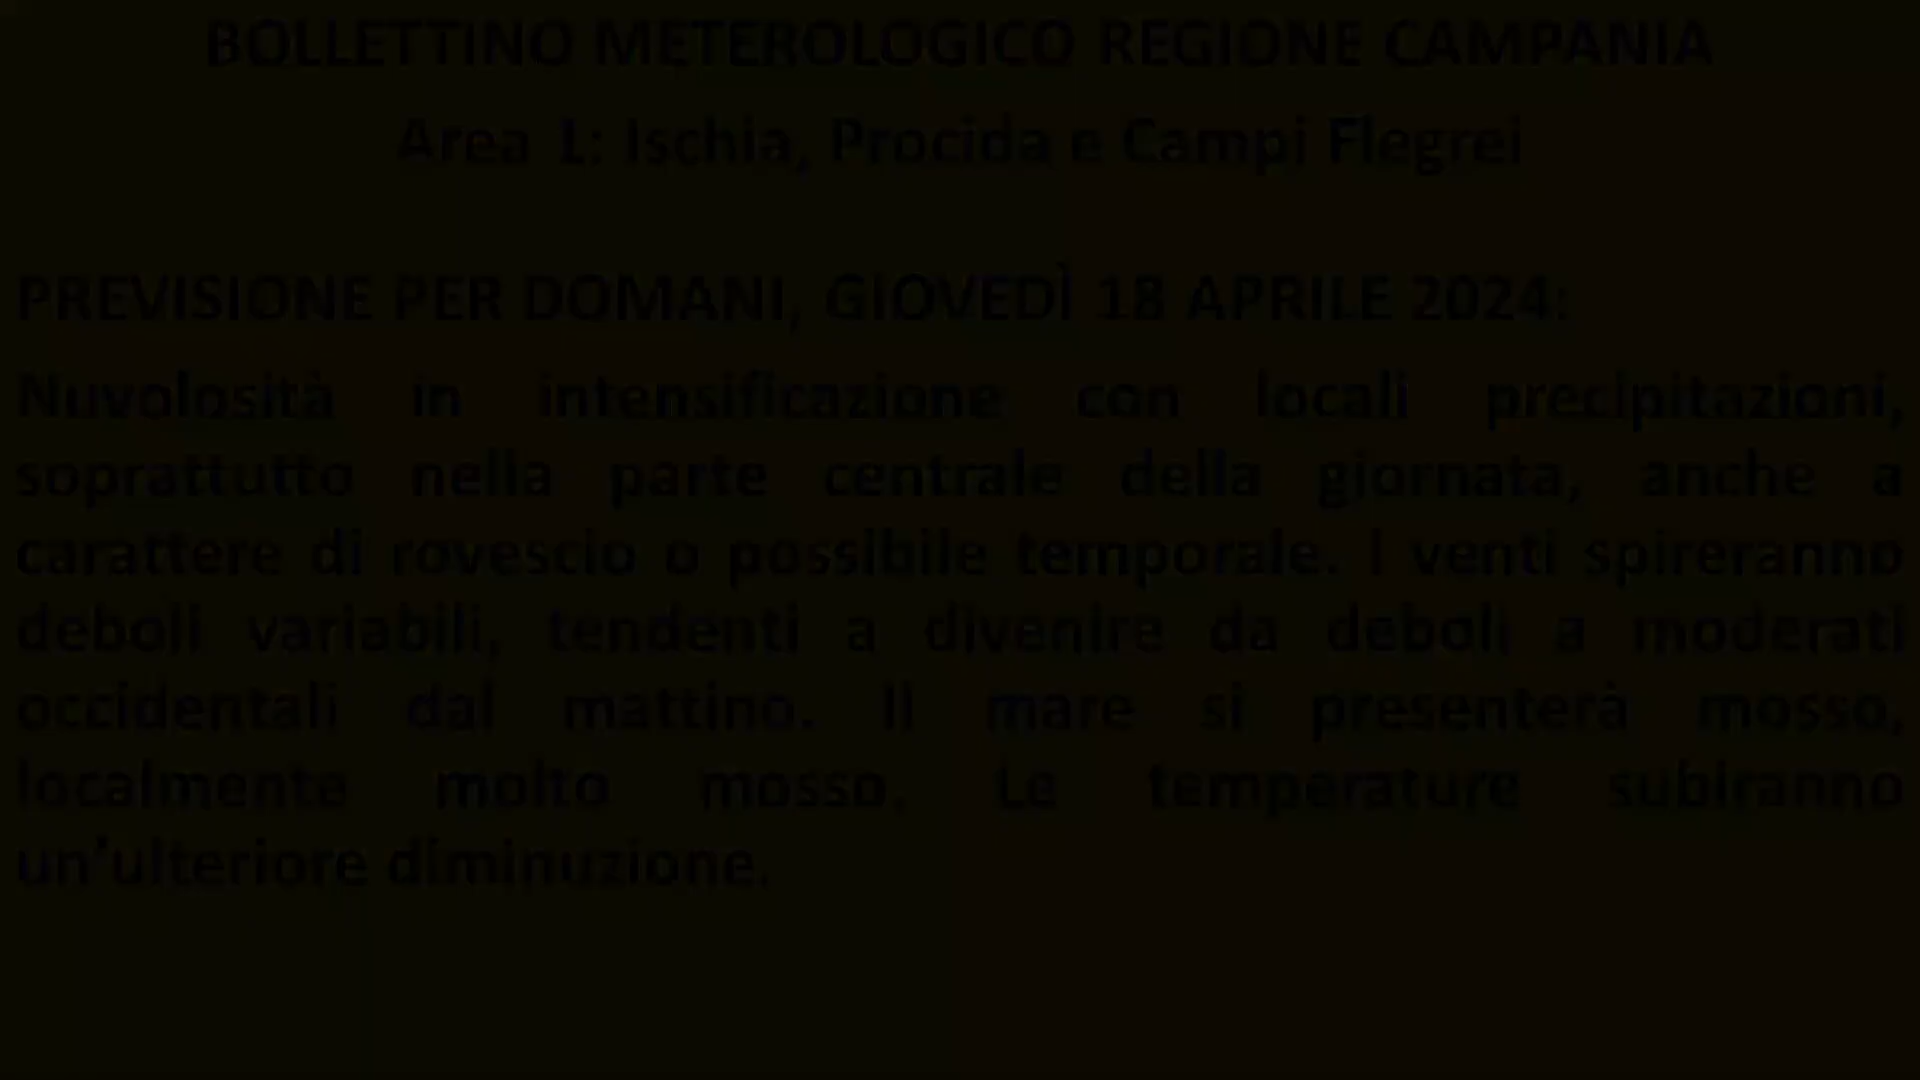 BOLLETTINO METEROLOGICO REGIONE CAMPANIA
Area L: Ischia, Procida e Campi Flegrei
PREVISIONE PER DOMANI, GIOVEDÌ 18 APRILE 2024:
Nuvolosità in intensificazione con locali precipitazioni,
soprattutto nella parte centrale della giornata, anche a
carattere di rovescio o possibile temporale. I venti spireranno
deboli variabili, tendenti a divenire da deboli a moderati
occidentali dal mattino. Il mare si presenterà mosso,
localmente molto mosso. Le temperature subiranno
un'ulteriore diminuzione.